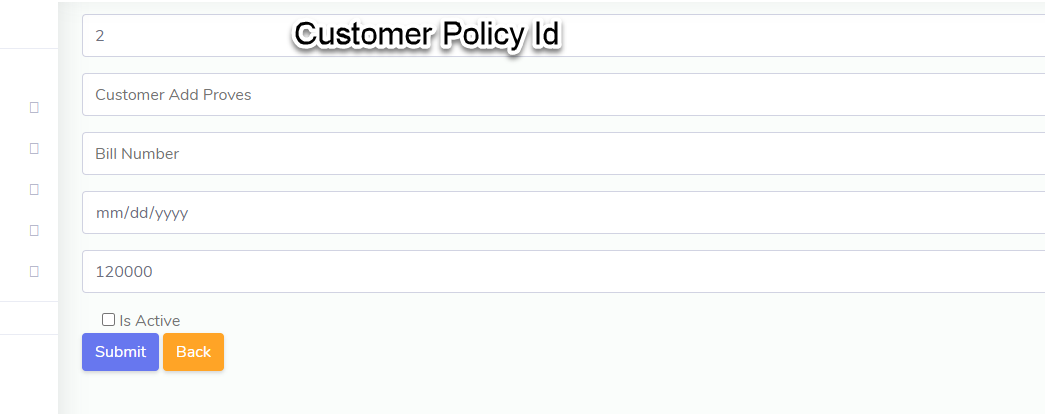 2 Customer Policy Id
Customer Add Proves
Bill Number
mm/dd/yyyy
120000
Is Active
Submit Back